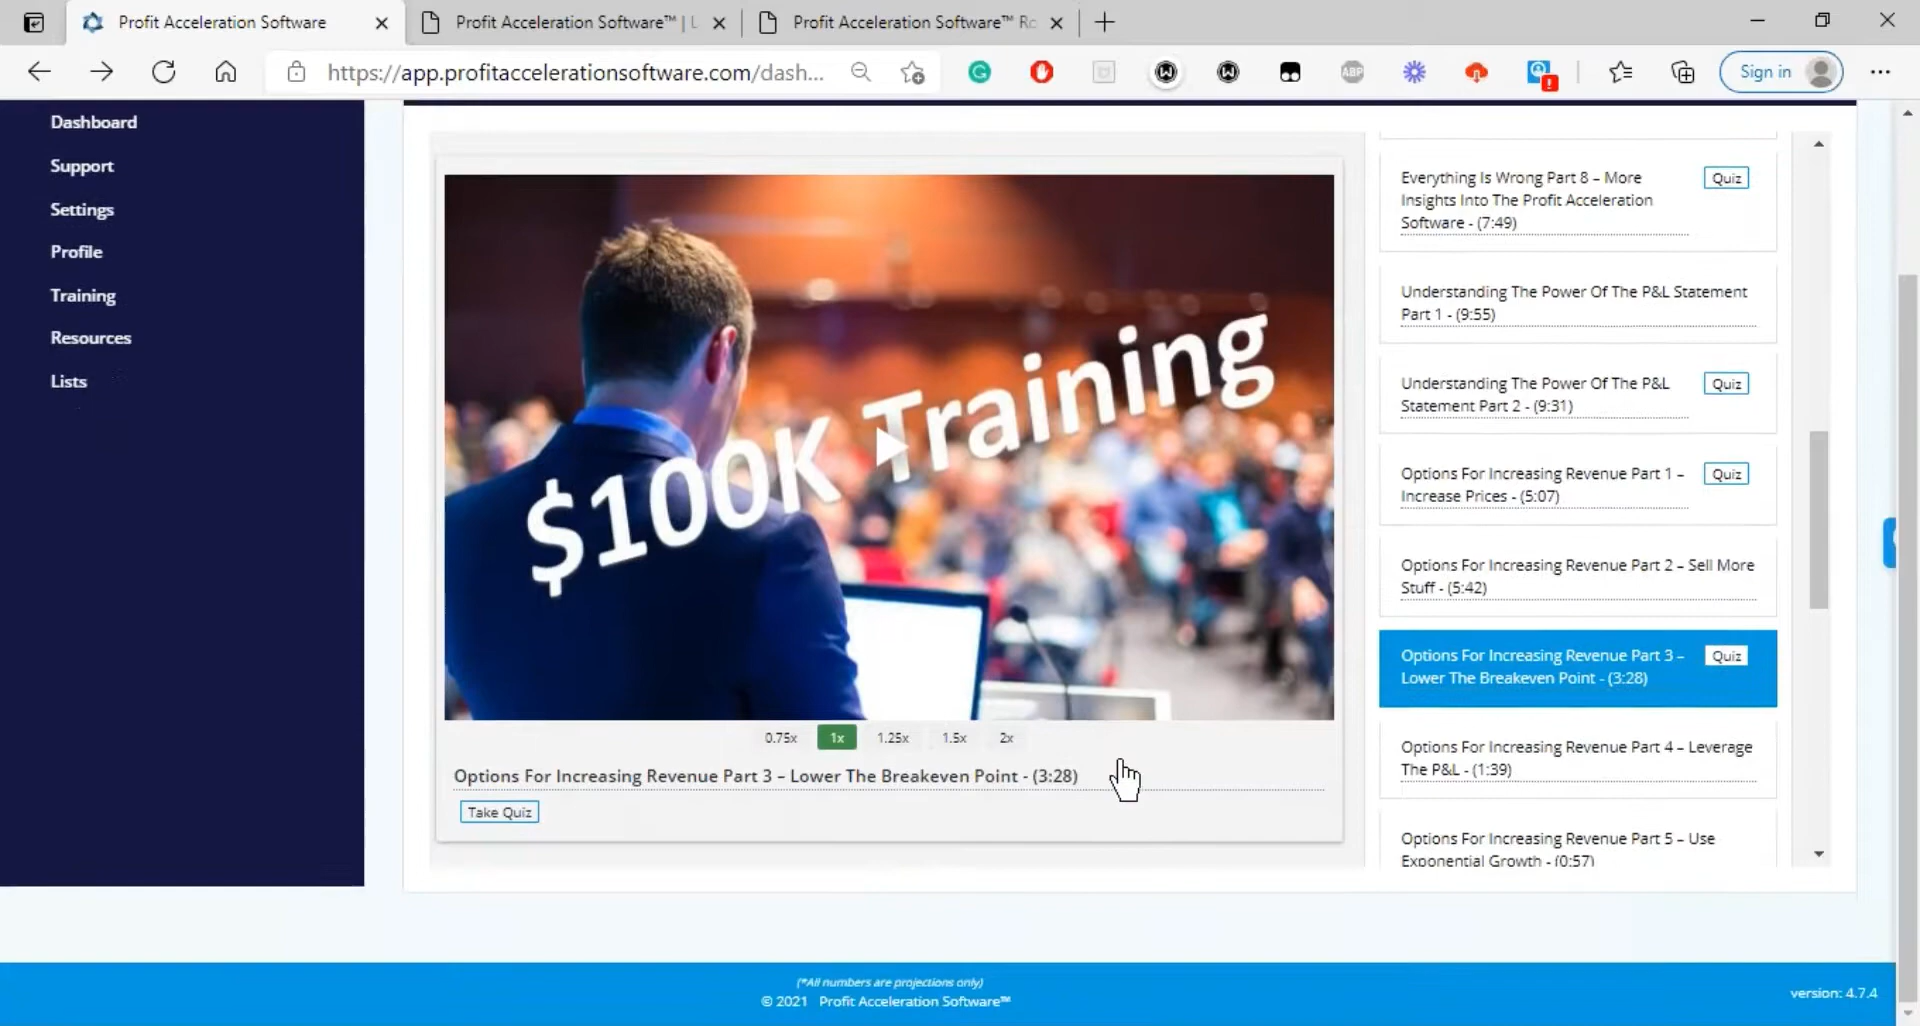 Profit Acceleration Software
Profit Acceleration Software™ | L
Profit Acceleration Software™ Ro
https://app.profitaccelerationsoftware.com/dash...
ABP
Sign in
Dashboard
Support
Settings
Profile
Training
Resources
Lists
$100K Training
0.75x
1x
1.25x
1.5x
2x
Options For Increasing Revenue Part 3 – Lower The Breakeven Point - (3:28)
Take Quiz
Everything Is Wrong Part 8 – More
Insights Into The Profit Acceleration
Software - (7:49)
Quiz
Understanding The Power Of The P&L Statement
Part 1 - (9:55)
Understanding The Power Of The P&L
Statement Part 2 - (9:31)
Quiz
Options For Increasing Revenue Part 1 –
Increase Prices - (5:07)
Quiz
Options For Increasing Revenue Part 2 – Sell More
Stuff - (5:42)
Options For Increasing Revenue Part 3 –
Lower The Breakeven Point - (3:28)
Quiz
Options For Increasing Revenue Part 4 – Leverage
The P&L - (1:39)
Options For Increasing Revenue Part 5 – Use
Exponential Growth - (0:57)
(*All numbers are projections only)
© 2021 Profit Acceleration Software™
version: 4.7.4